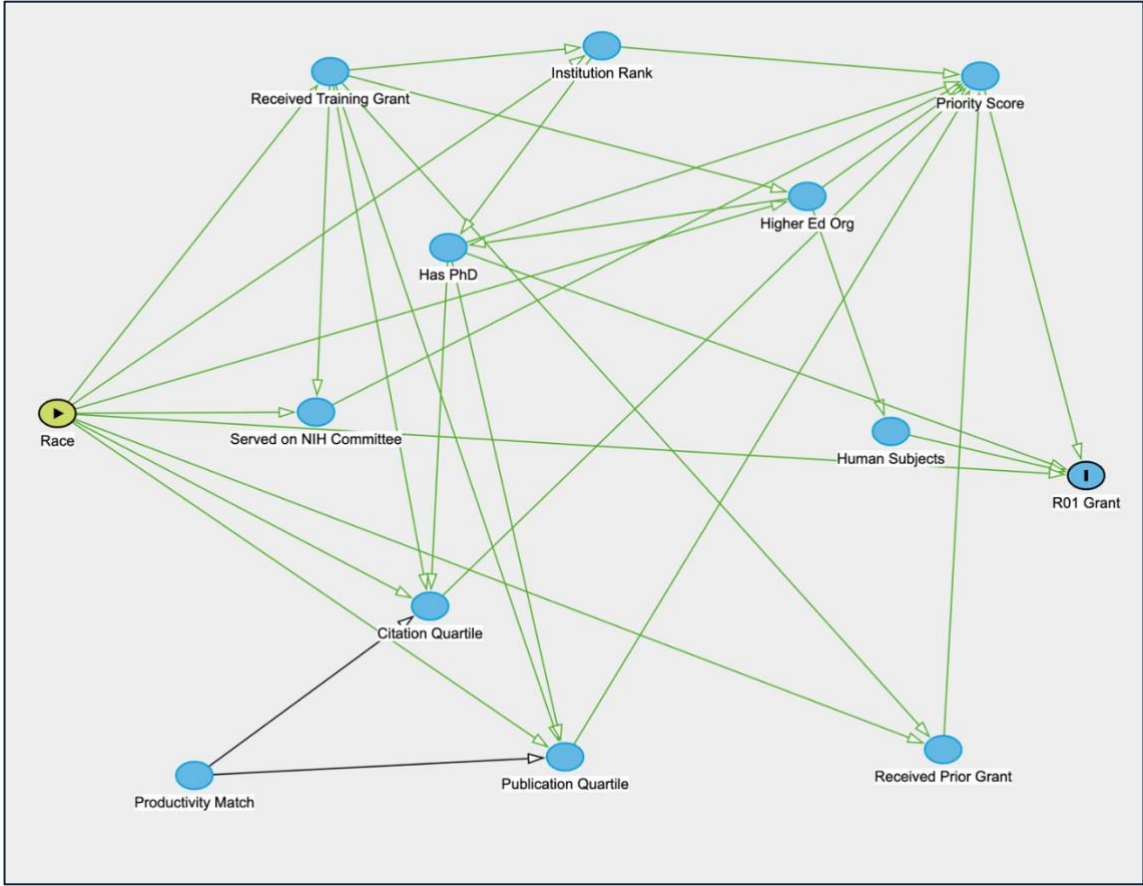 Institution Rank
Received Training Grant
Priority Score
Higher Ed Org
Has PhD
Race
Served on NIH Committee
Human Subjects
R01 Grant
Citation Quartile
Received Prior Grant
Publication Quartile
Productivity Match